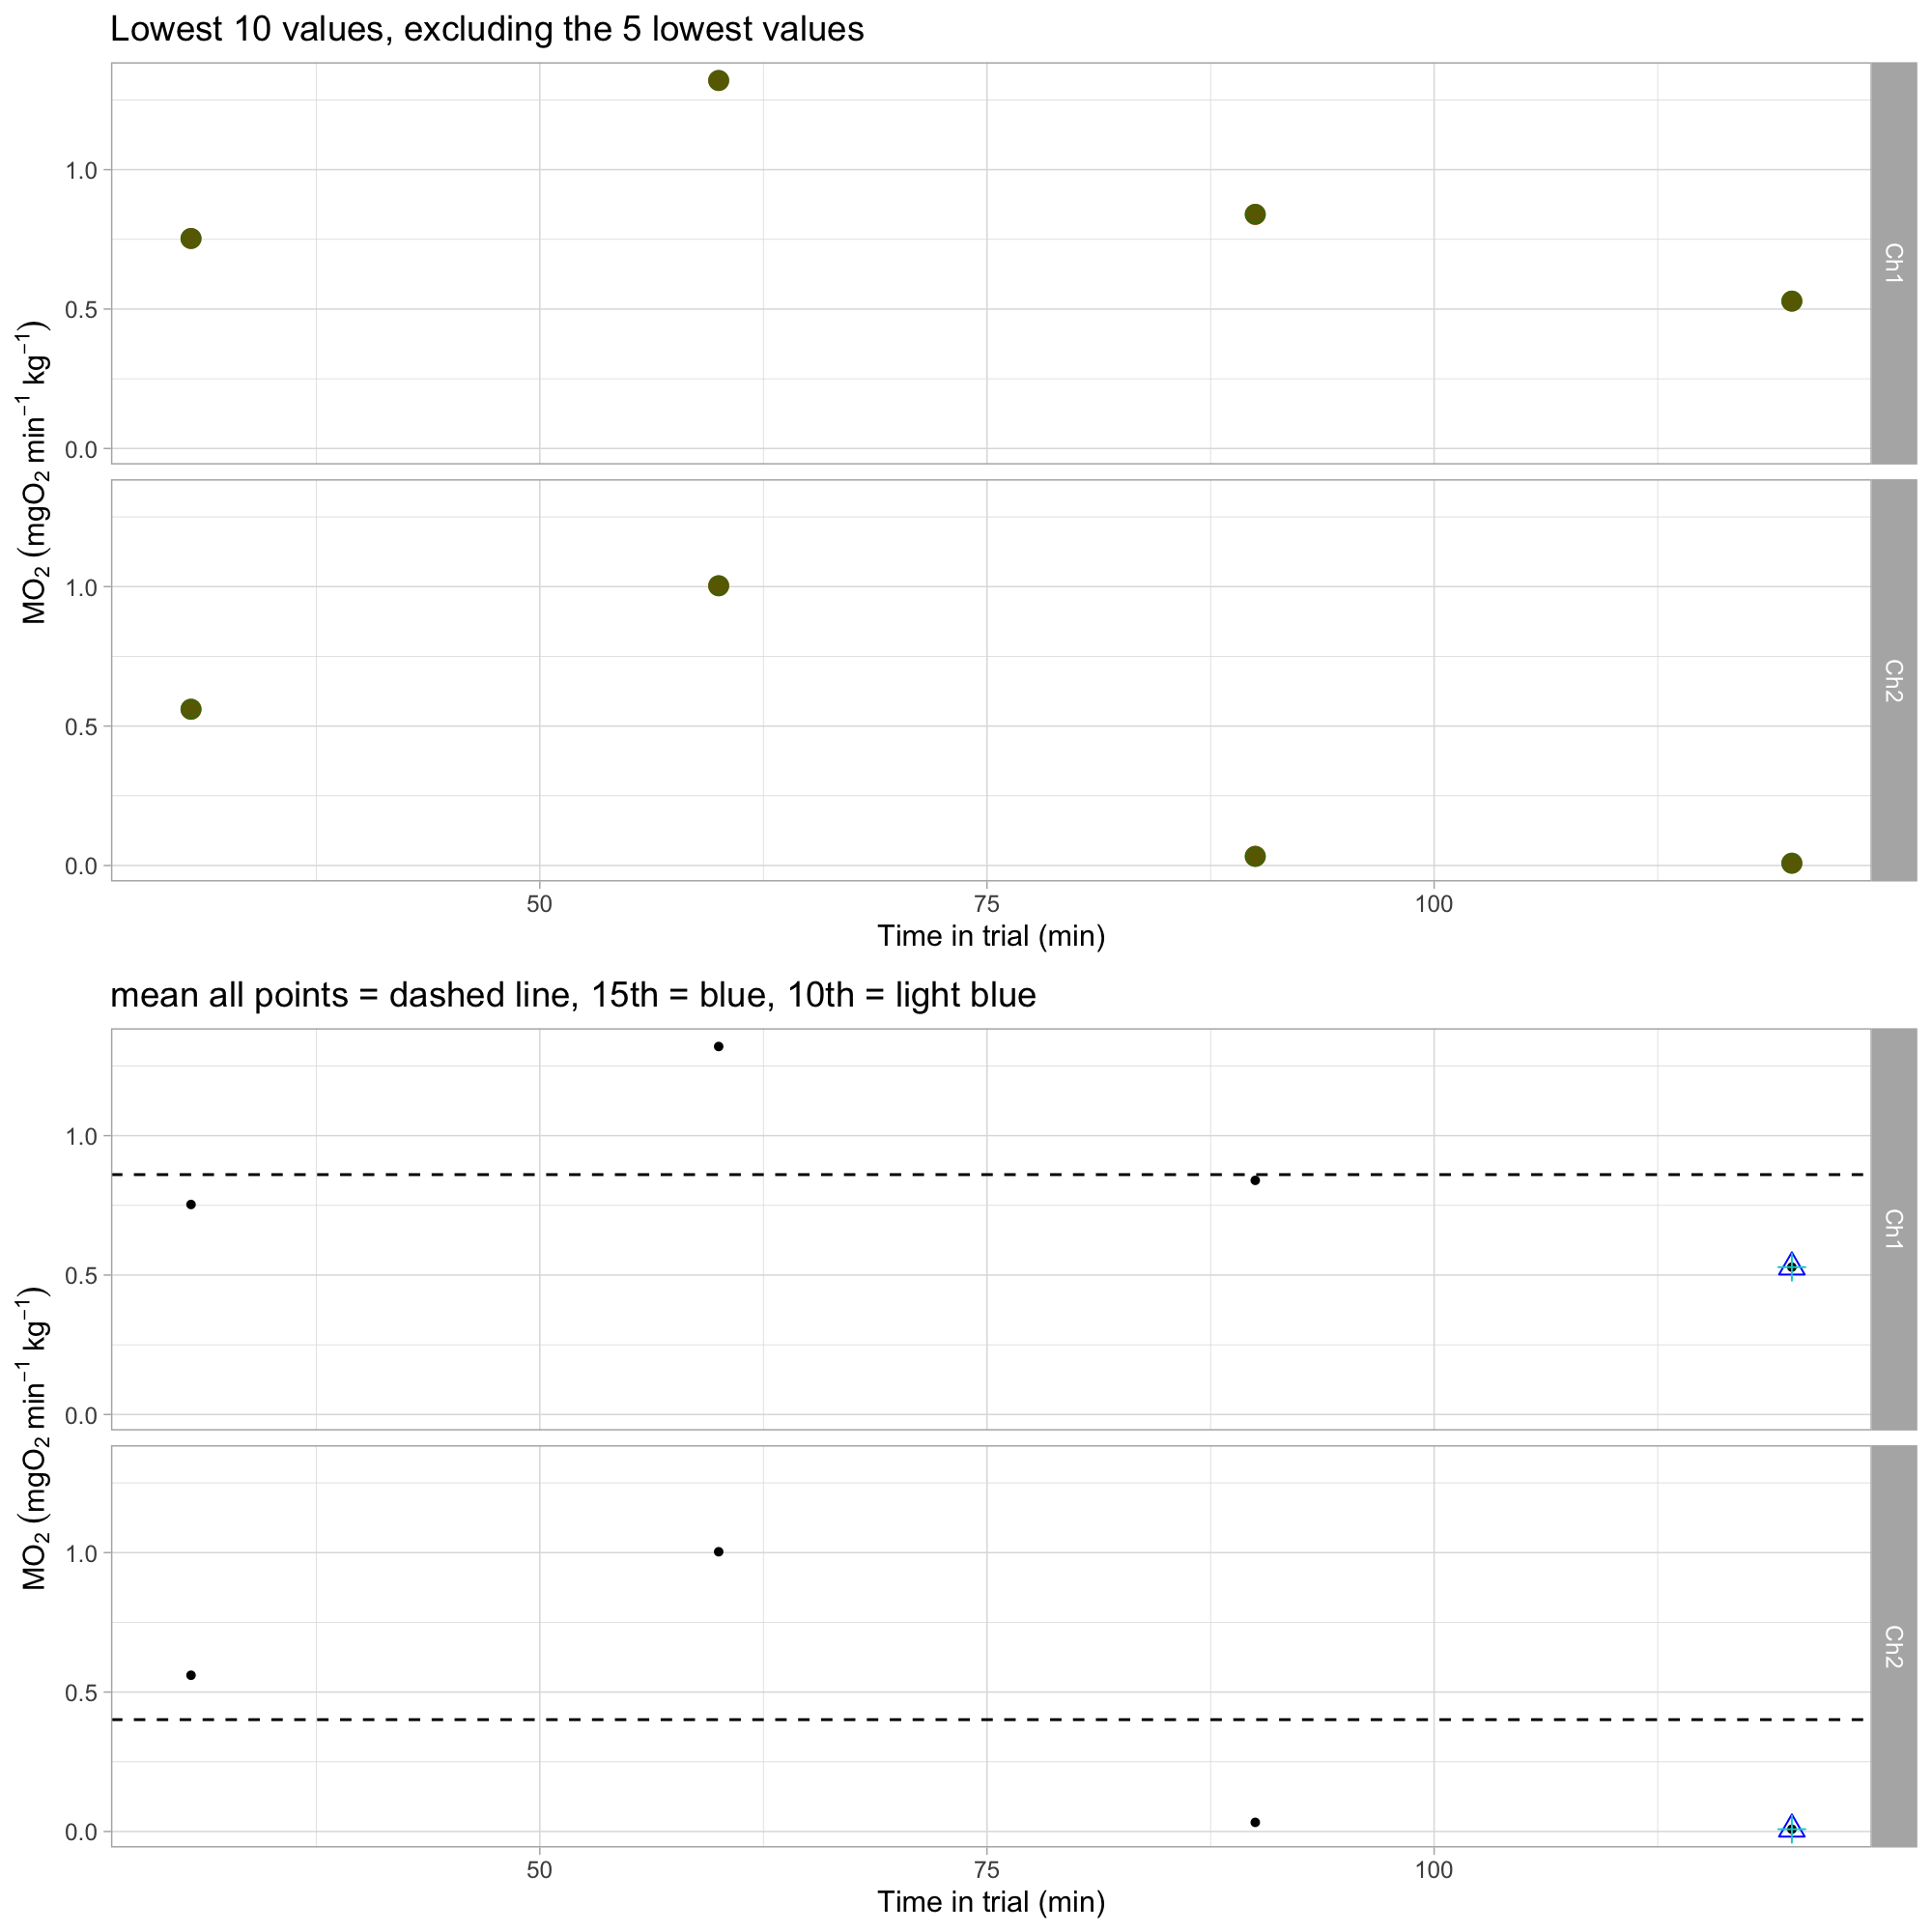 Lowest 10 values, excluding the 5 lowest values
MO₂ (mgO₂ min⁻¹ kg⁻¹)
1.0
0.5
0.0
Ch1
1.0
0.5
0.0
Ch2
50 75 100
Time in trial (min)
mean all points = dashed line, 15th = blue, 10th = light blue
MO₂ (mgO₂ min⁻¹ kg⁻¹)
1.0
0.5
0.0
Ch1
1.0
0.5
0.0
Ch2
50 75 100
Time in trial (min)